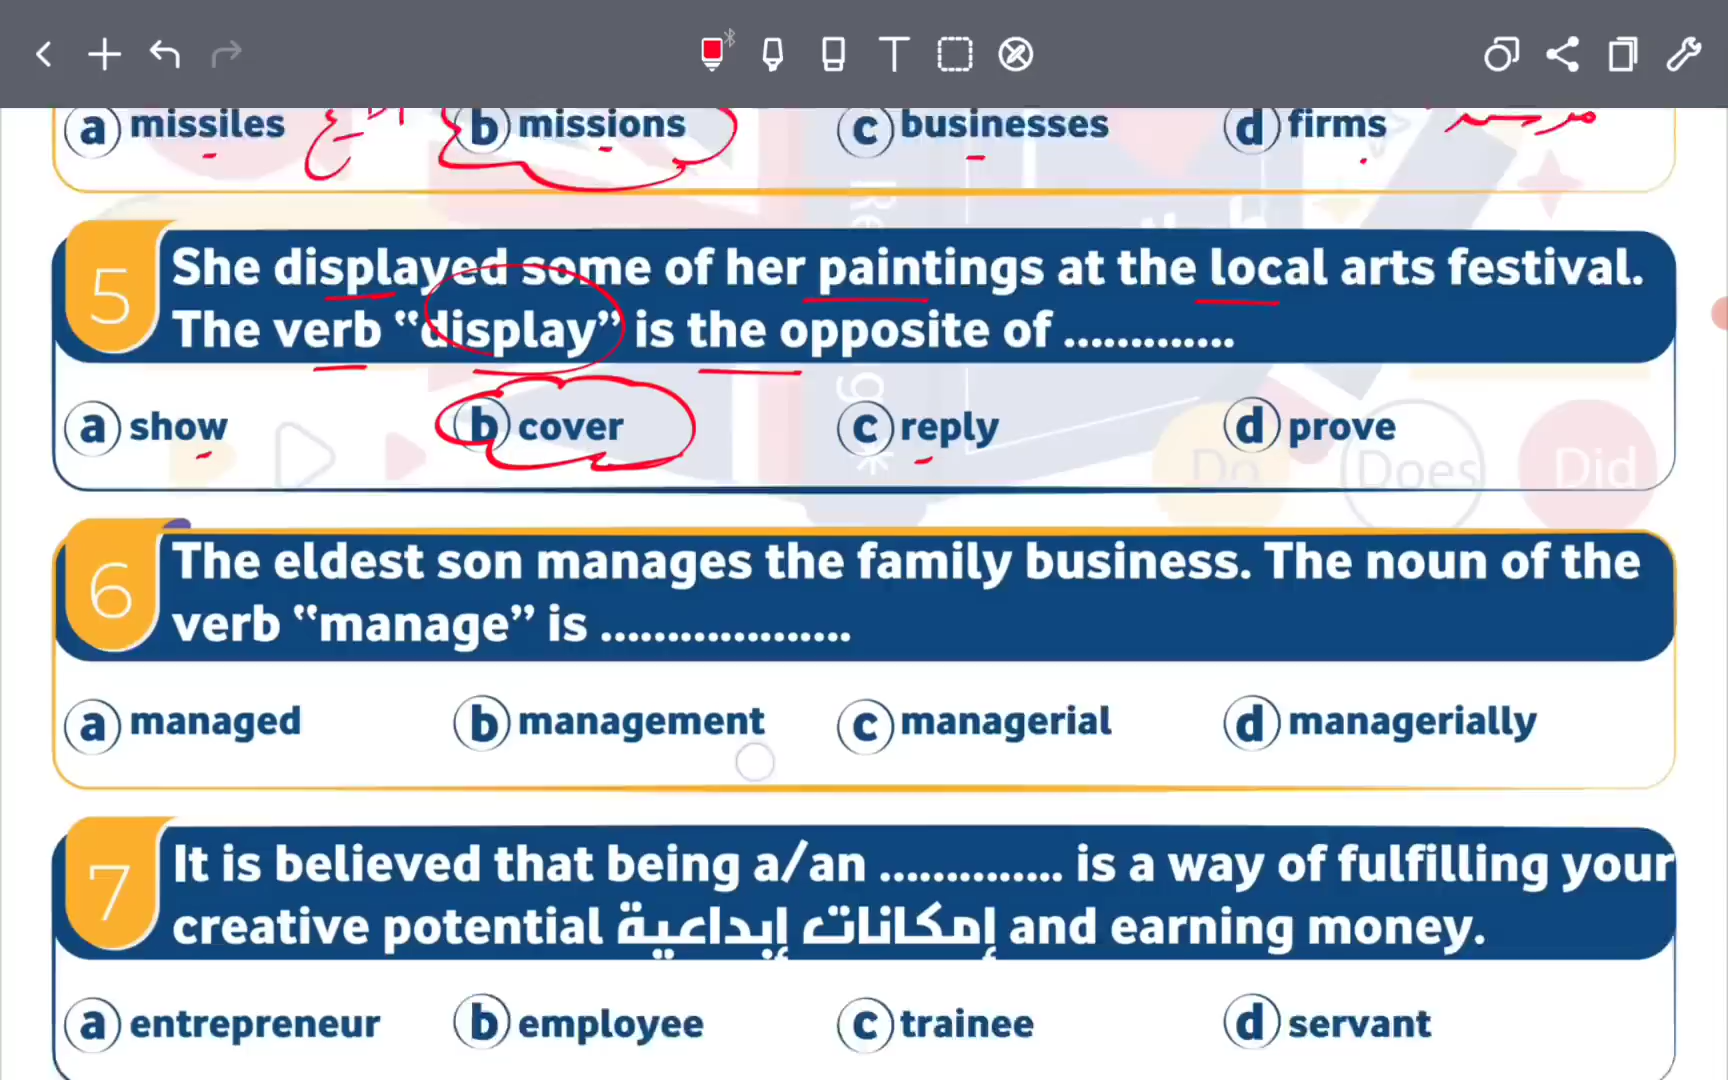 a missiles b missions c businesses d firms
5 She displayed some of her paintings at the local arts festival.
The verb “display” is the opposite of .............
a show b cover c reply d prove
Do Does Did
6 The eldest son manages the family business. The noun of the
verb “manage” is ...................
a managed b management c managerial d managerially
7 It is believed that being a/an .............. is a way of fulfilling your
creative potential إمكانات إبداعية and earning money.
a entrepreneur b employee c trainee d servant